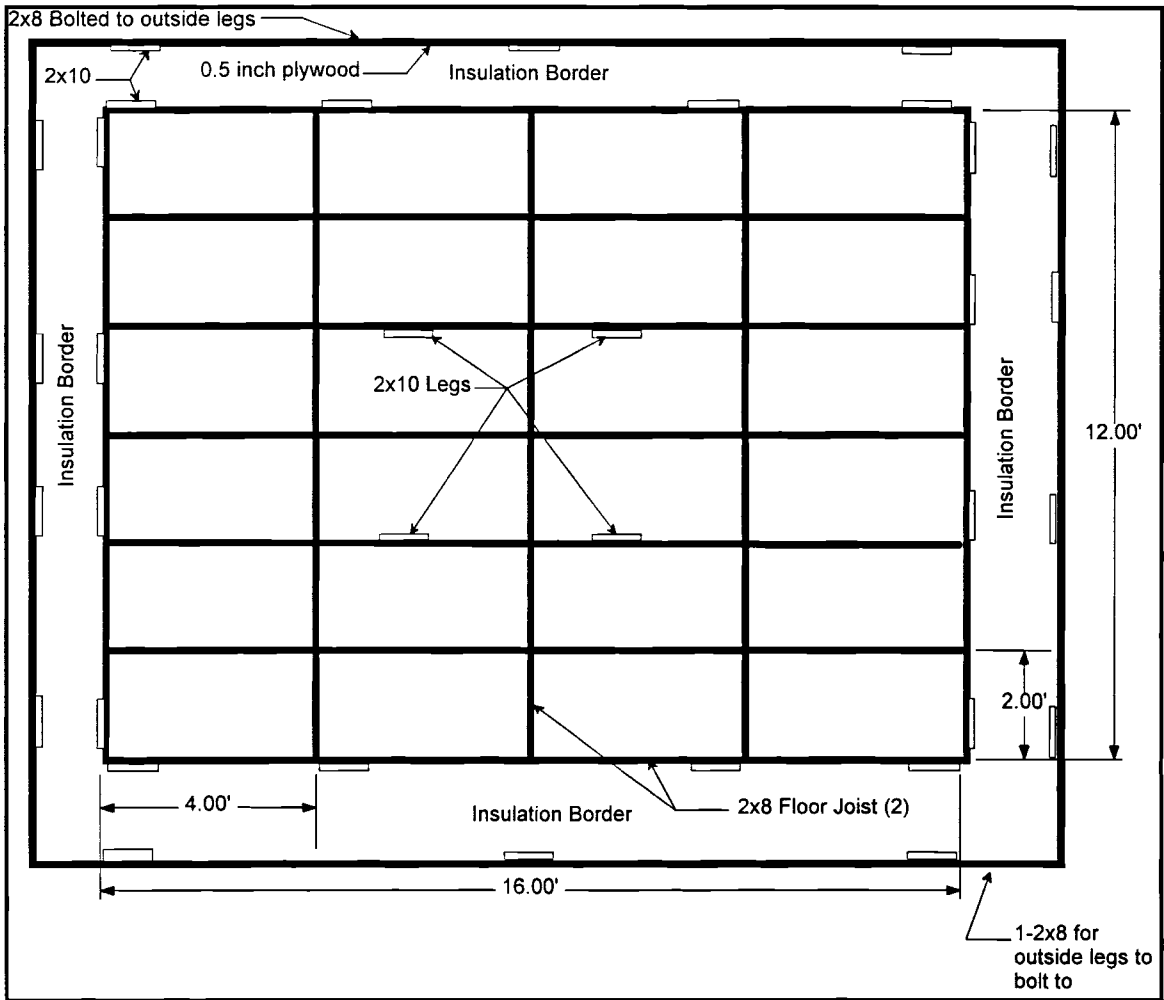 2x8 Bolted to outside legs
2x10
0.5 inch plywood
Insulation Border
Insulation Border
2x10 Legs
Insulation Border
12.00'
2.00'
4.00'
Insulation Border
2x8 Floor Joist (2)
16.00'
1-2x8 for
outside legs to
bolt to